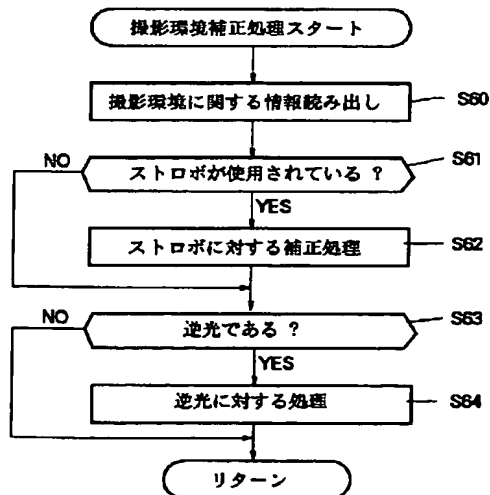 撮影環境補正処理スタート
撮影環境に関する情報読み出し
S60
NO
ストロボが使用されている ?
S61
YES
ストロボに対する補正処理
S62
NO
逆光である ?
S63
YES
逆光に対する処理
S64
リターン